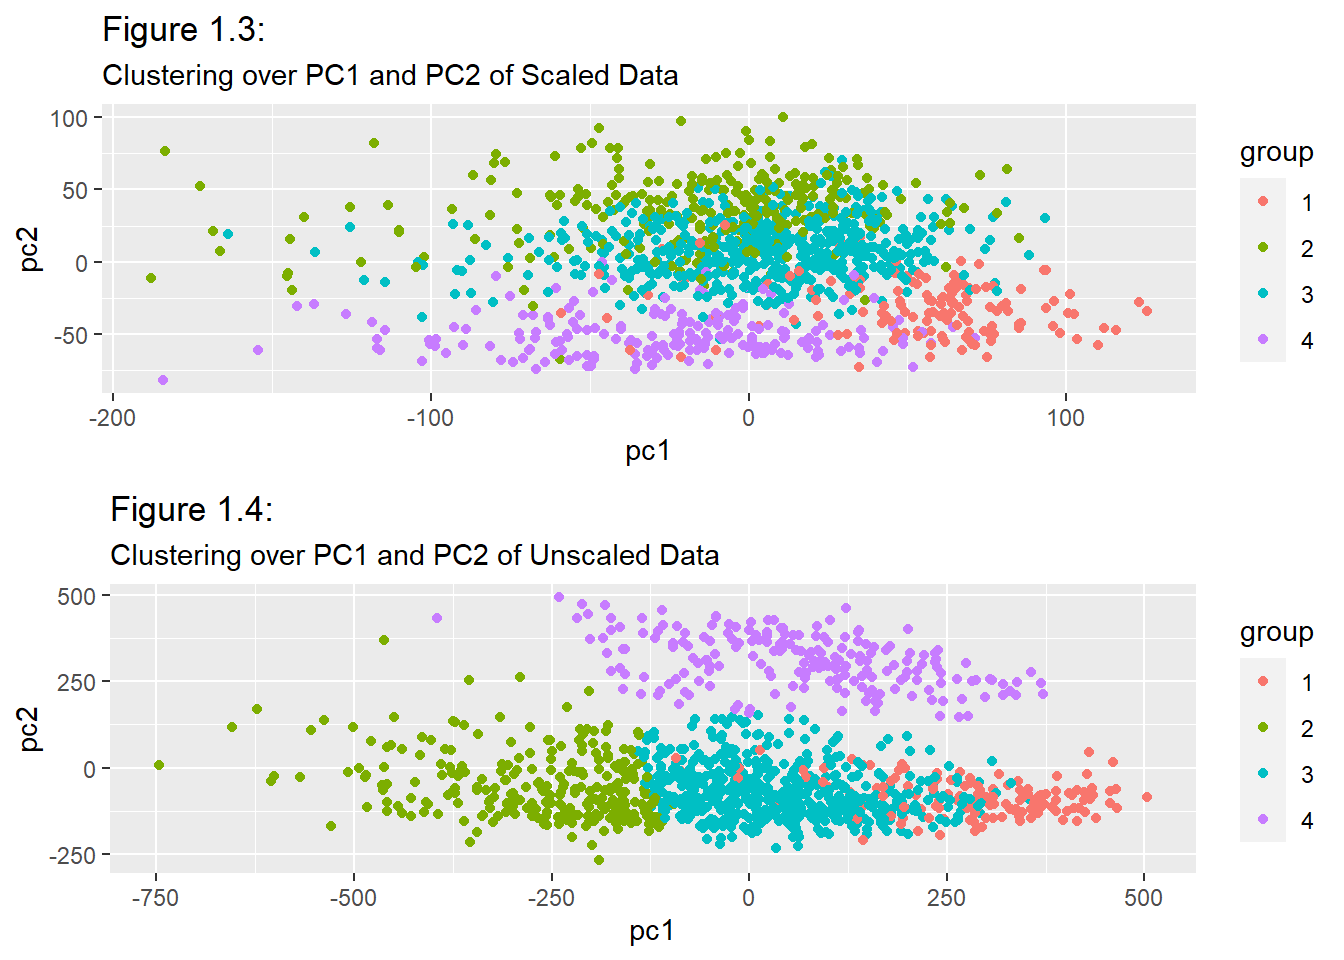 Figure 1.3:
Clustering over PC1 and PC2 of Scaled Data
100
50
0
-50
pc2
-200 -100 0 100
pc1
group
1
2
3
4
Figure 1.4:
Clustering over PC1 and PC2 of Unscaled Data
500
250
0
-250
pc2
-750 -500 -250 0 250 500
pc1
group
1
2
3
4